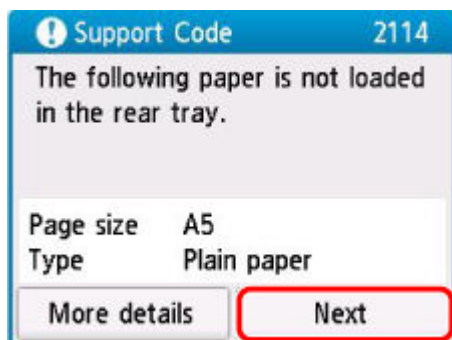 Support Code 2114
The following paper is not loaded
in the rear tray.
Page size A5
Type Plain paper
More details Next